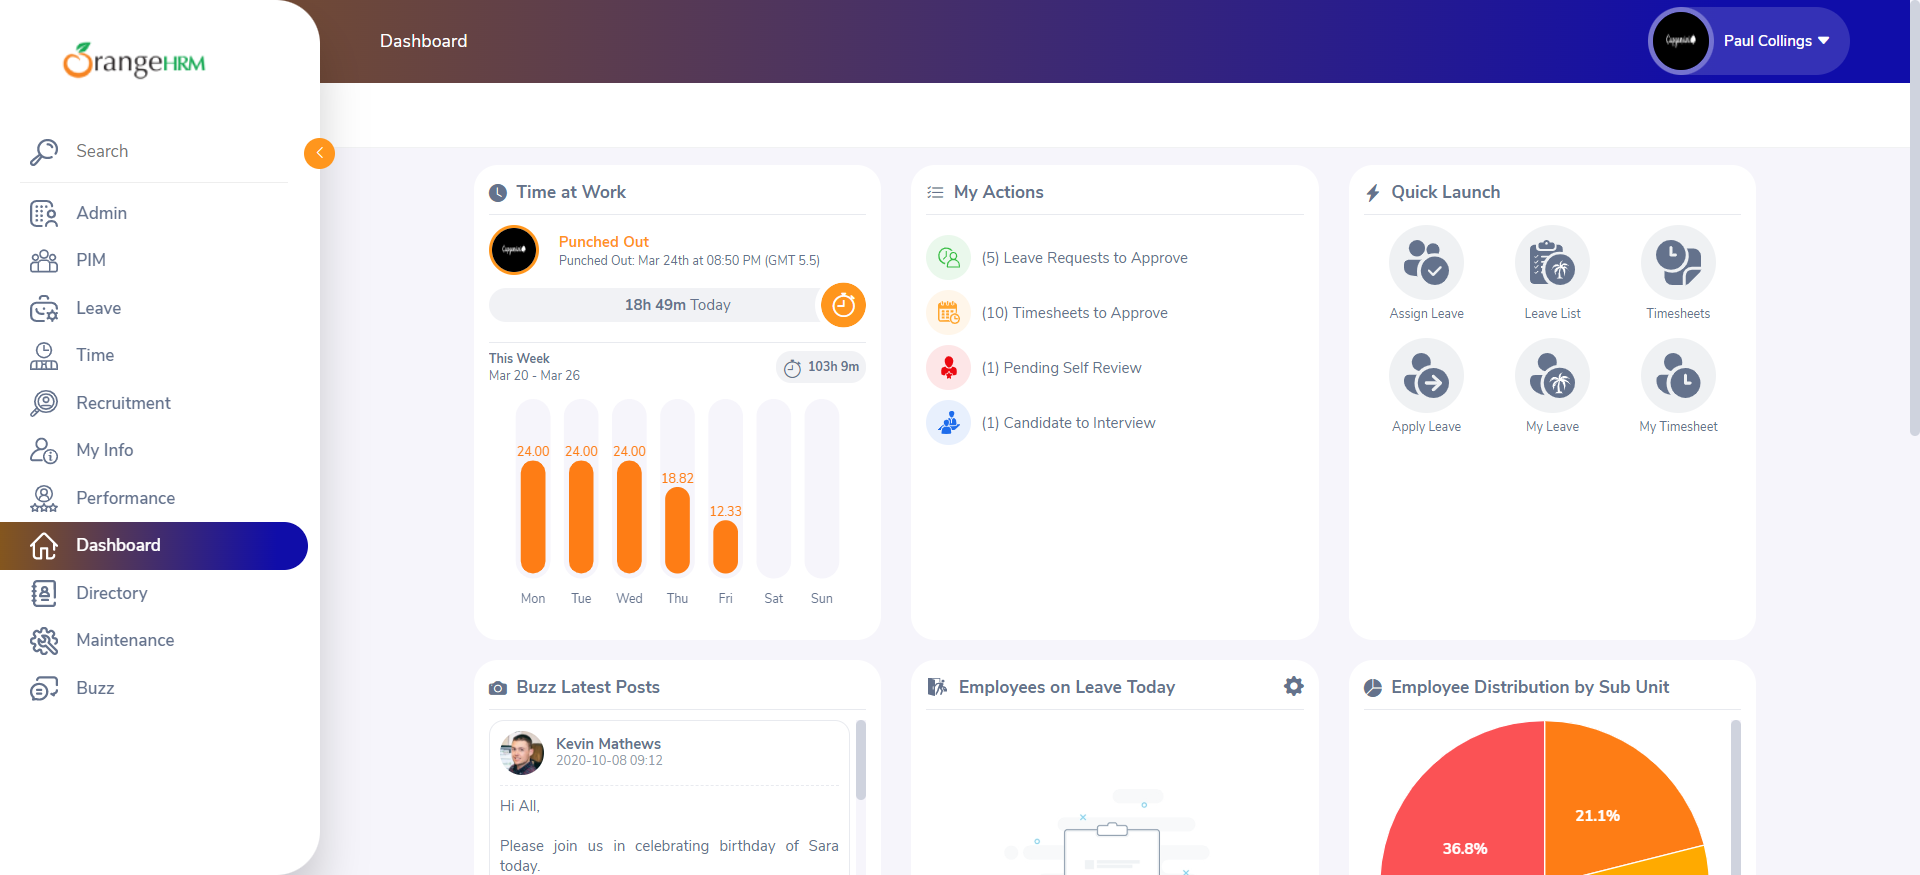 OrangeHRM
Dashboard
Paul Collings
Search
Admin
PIM
Leave
Time
Recruitment
My Info
Performance
Dashboard
Directory
Maintenance
Buzz
Time at Work
Punched Out
Punched Out: Mar 24th at 08:50 PM (GMT 5.5)
18h 49m Today
This Week
Mar 20 - Mar 26
103h 9m
24.00 24.00 24.00 18.82 12.33
Mon Tue Wed Thu Fri Sat Sun
My Actions
(5) Leave Requests to Approve
(10) Timesheets to Approve
(1) Pending Self Review
(1) Candidate to Interview
Quick Launch
Assign Leave Leave List Timesheets
Apply Leave My Leave My Timesheet
Buzz Latest Posts
Kevin Mathews
2020-10-08 09:12
Hi All,
Please join us in celebrating birthday of Sara
today.
Employees on Leave Today
Employee Distribution by Sub Unit
21.1%
36.8%